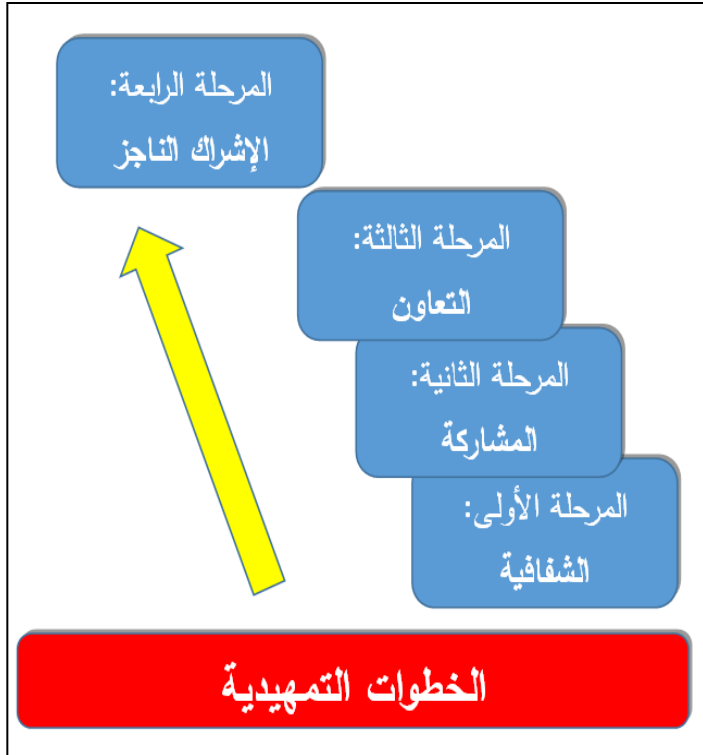 المرحلة الرابعة:
الإشراك الناجز
المرحلة الثالثة:
التعاون
المرحلة الثانية:
المشاركة
المرحلة الأولى:
الشفافية
الخطوات التمهيدية